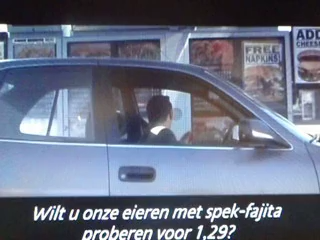 ADD
CHEESE
FREE
NAPKINS!
Wilt u onze eieren met spek-fajita
proberen voor 1,29?